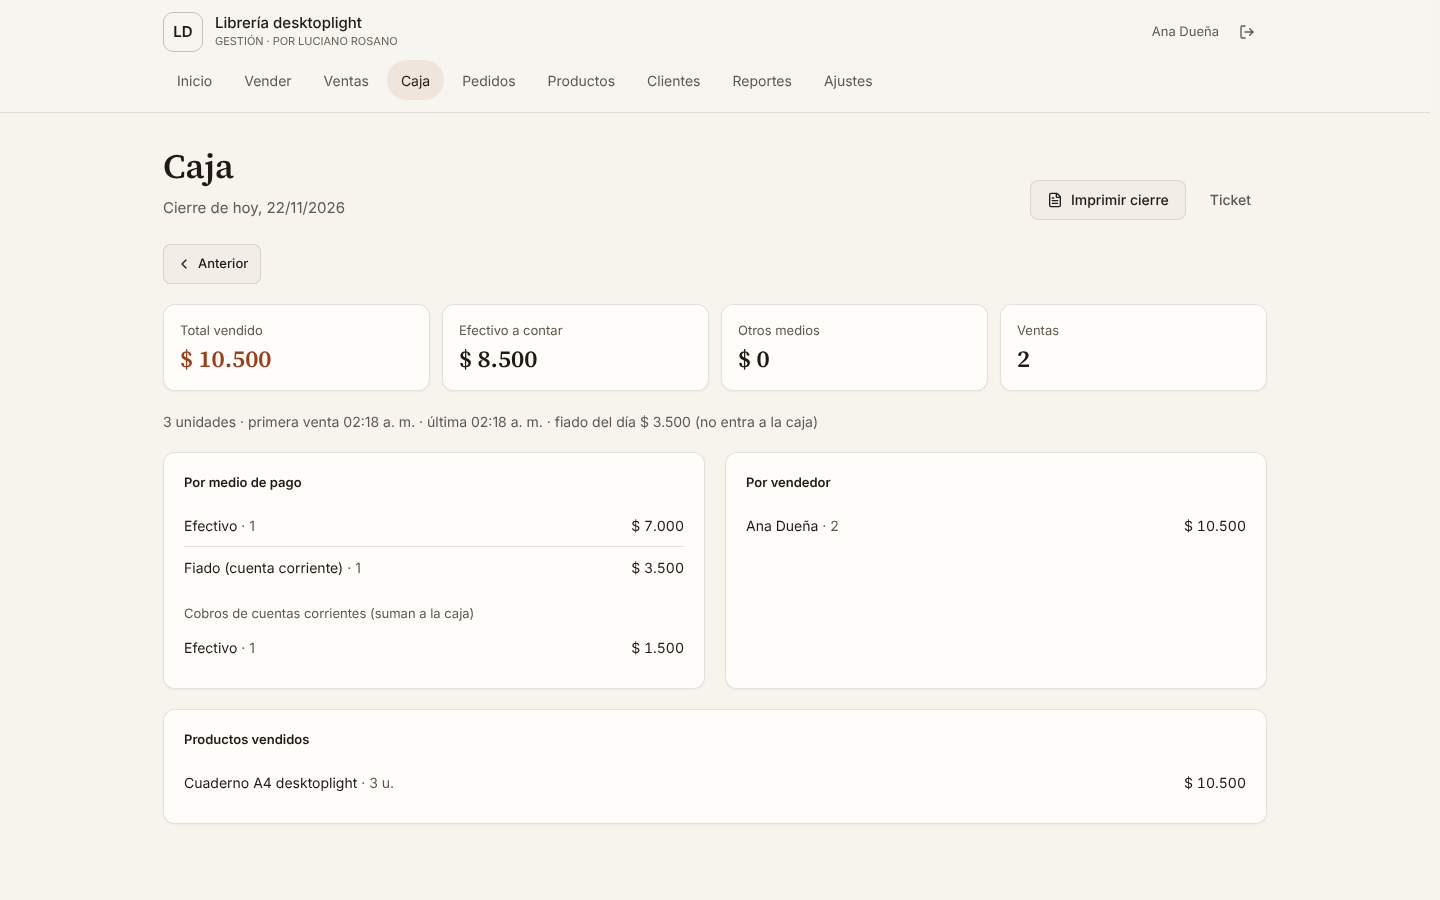 LD
Librería desktoplight
GESTIÓN · POR LUCIANO ROSANO
Ana Dueña
Inicio
Vender
Ventas
Caja
Pedidos
Productos
Clientes
Reportes
Ajustes
Caja
Cierre de hoy, 22/11/2026
Imprimir cierre
Ticket
Anterior
Total vendido
$ 10.500
Efectivo a contar
$ 8.500
Otros medios
$ 0
Ventas
2
3 unidades · primera venta 02:18 a. m. · última 02:18 a. m. · fiado del día $ 3.500 (no entra a la caja)
Por medio de pago
Efectivo · 1 $ 7.000
Fiado (cuenta corriente) · 1 $ 3.500
Cobros de cuentas corrientes (suman a la caja)
Efectivo · 1 $ 1.500
Por vendedor
Ana Dueña · 2 $ 10.500
Productos vendidos
Cuaderno A4 desktoplight · 3 u. $ 10.500